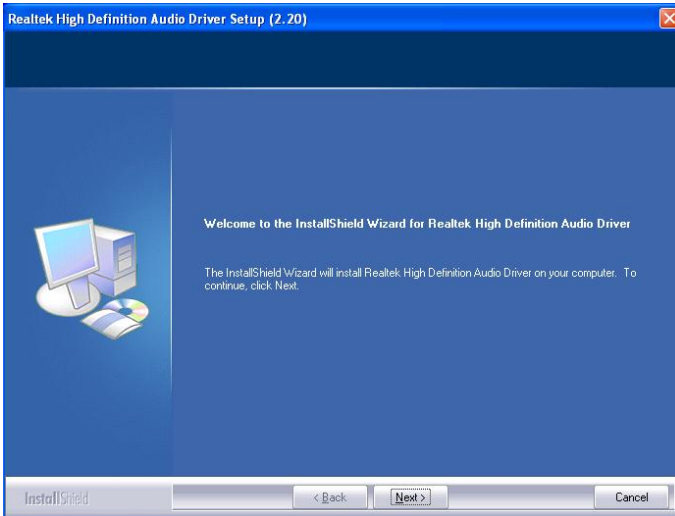 Realtek High Definition Audio Driver Setup (2.20)
Welcome to the InstallShield Wizard for Realtek High Definition Audio Driver
The InstallShield Wizard will install Realtek High Definition Audio Driver on your computer. To
continue, click Next.
InstallShield
< Back
Next >
Cancel